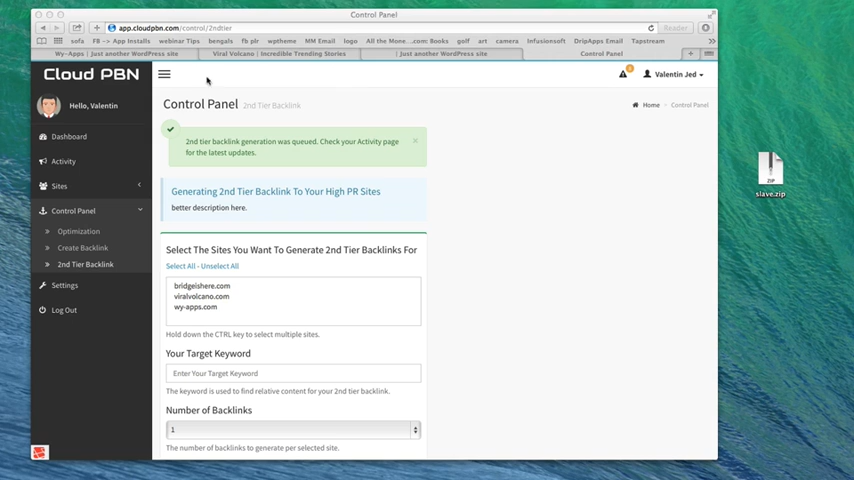 Control Panel
app.cloudpbn.com/control/2ndtier
Reader
sofa FB -> App Installs webinar Tips bengals fb plr wptheme MM Email logo All the Mone...com: Books golf art camera Infusionsoft DripApps Email Tapstream
Wy-Apps | Just another WordPress site
Viral Volcano | Incredible Trending Stories
| Just another WordPress site
Control Panel
Cloud PBN
Valentin Jed
Hello, Valentin
Control Panel 2nd Tier Backlink
Home > Control Panel
Dashboard
Activity
Sites
Control Panel
Optimization
Create Backlink
2nd Tier Backlink
Settings
Log Out
2nd tier backlink generation was queued. Check your Activity page
for the latest updates.
Generating 2nd Tier Backlink To Your High PR Sites
better description here.
Select The Sites You Want To Generate 2nd Tier Backlinks For
Select All - Unselect All
bridgeishere.com
viralvolcano.com
wy-apps.com
Hold down the CTRL key to select multiple sites.
Your Target Keyword
Enter Your Target Keyword
The keyword is used to find relative content for your 2nd tier backlink.
Number of Backlinks
1
The number of backlinks to generate per selected site.
ZIP
slave.zip